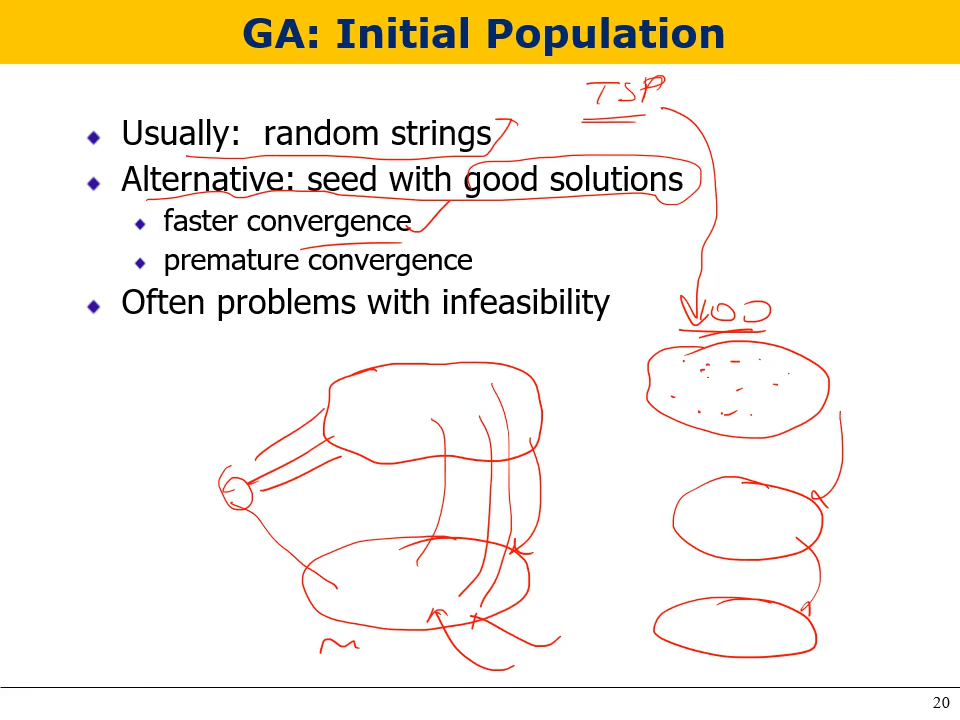 GA: Initial Population
TSP
Usually: random strings
Alternative: seed with good solutions
faster convergence
premature convergence
Often problems with infeasibility
100
20